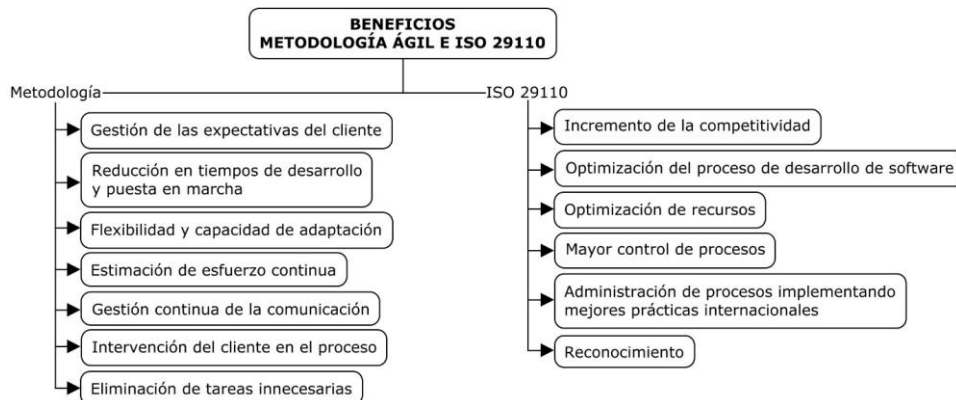 BENEFICIOS
METODOLOGÍA ÁGIL E ISO 29110
Metodología
Gestión de las expectativas del cliente
Reducción en tiempos de desarrollo
y puesta en marcha
Flexibilidad y capacidad de adaptación
Estimación de esfuerzo continua
Gestión continua de la comunicación
Intervención del cliente en el proceso
Eliminación de tareas innecesarias
ISO 29110
Incremento de la competitividad
Optimización del proceso de desarrollo de software
Optimización de recursos
Mayor control de procesos
Administración de procesos implementando
mejores prácticas internacionales
Reconocimiento